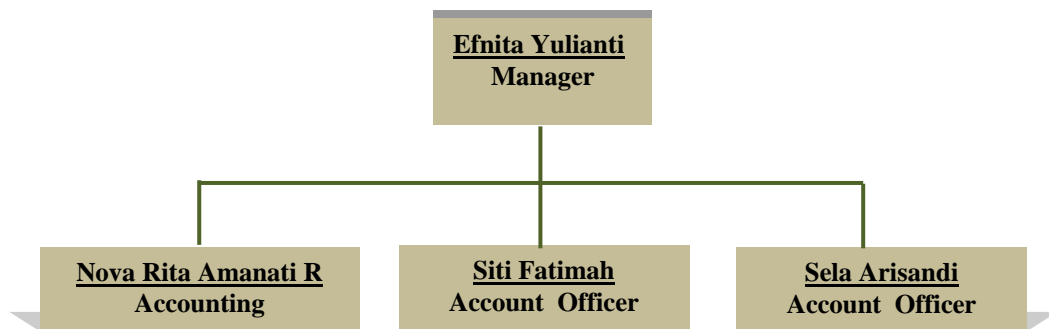 Efnita Yulianti
Manager
Nova Rita Amanati R
Accounting
Siti Fatimah
Account Officer
Sela Arisandi
Account Officer